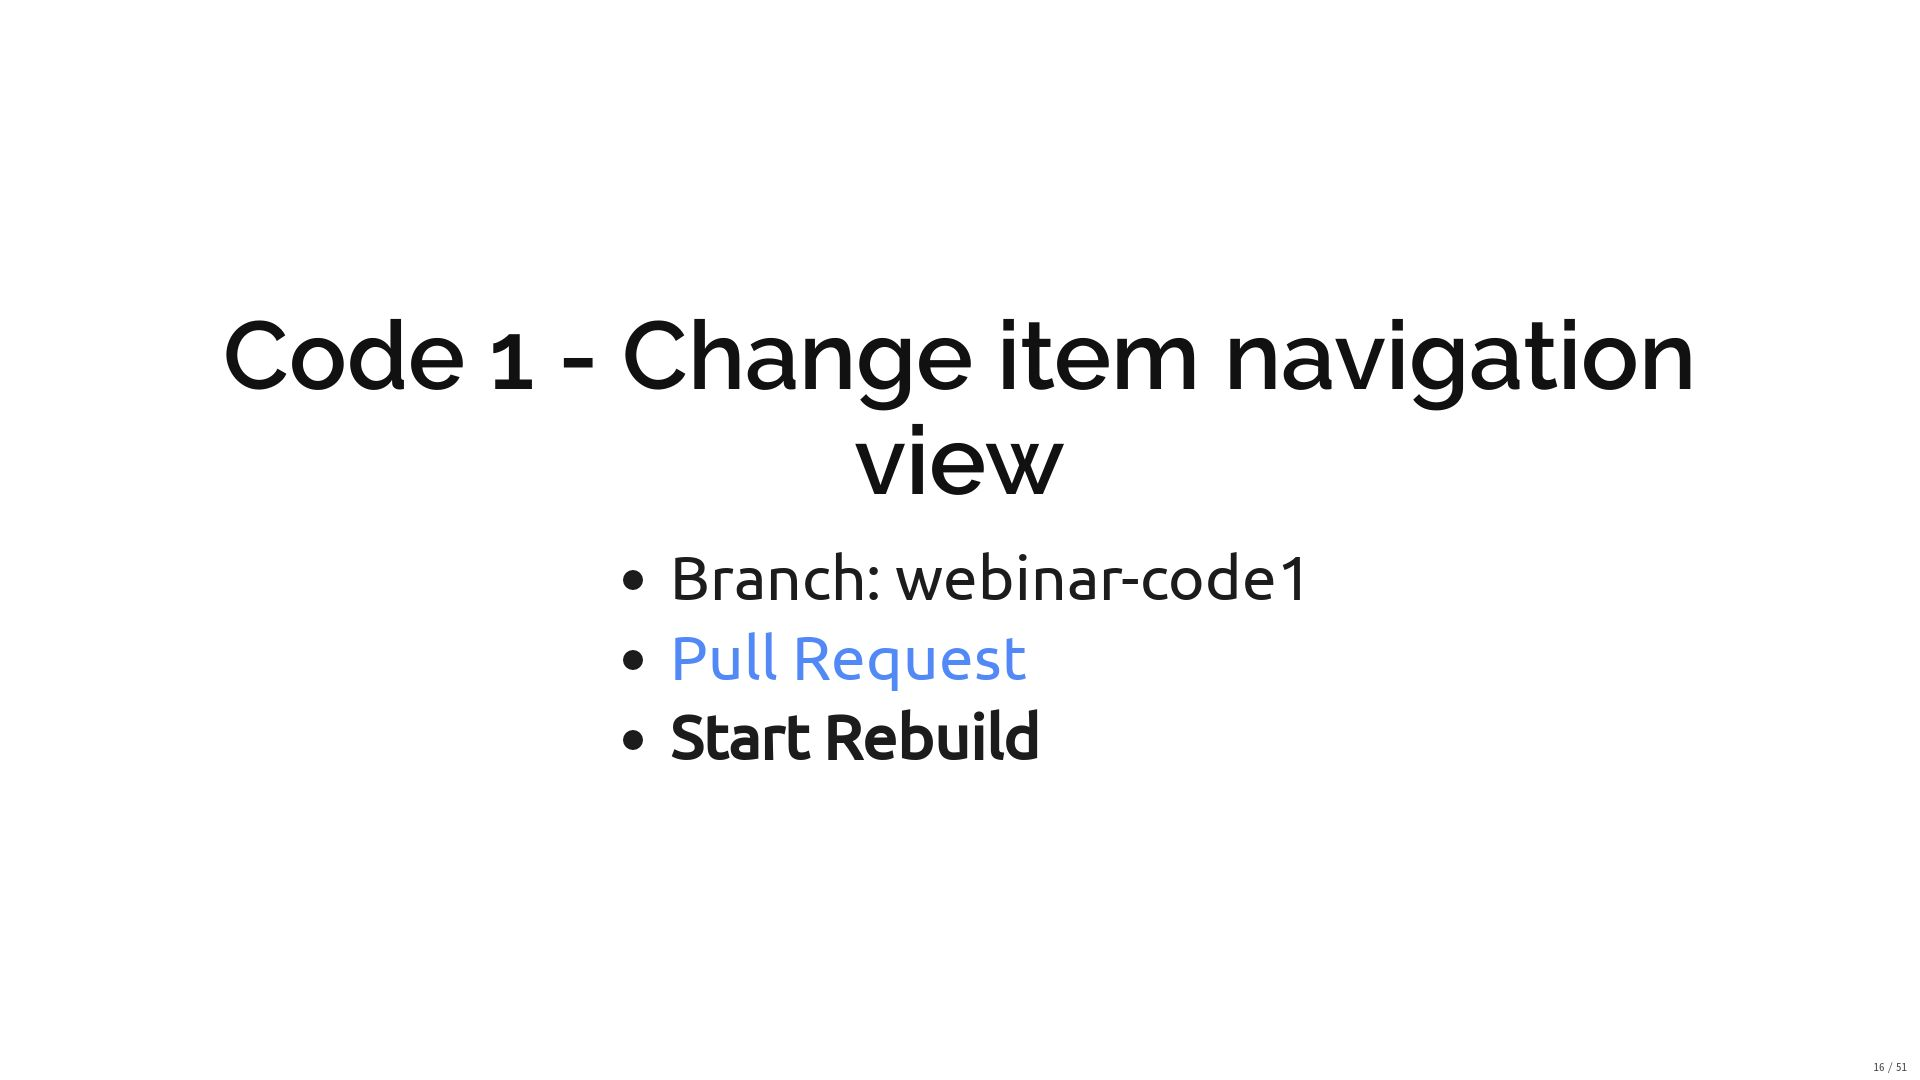 Code 1 - Change item navigation
view
• Branch: webinar-code1
• Pull Request
• Start Rebuild
16 / 51